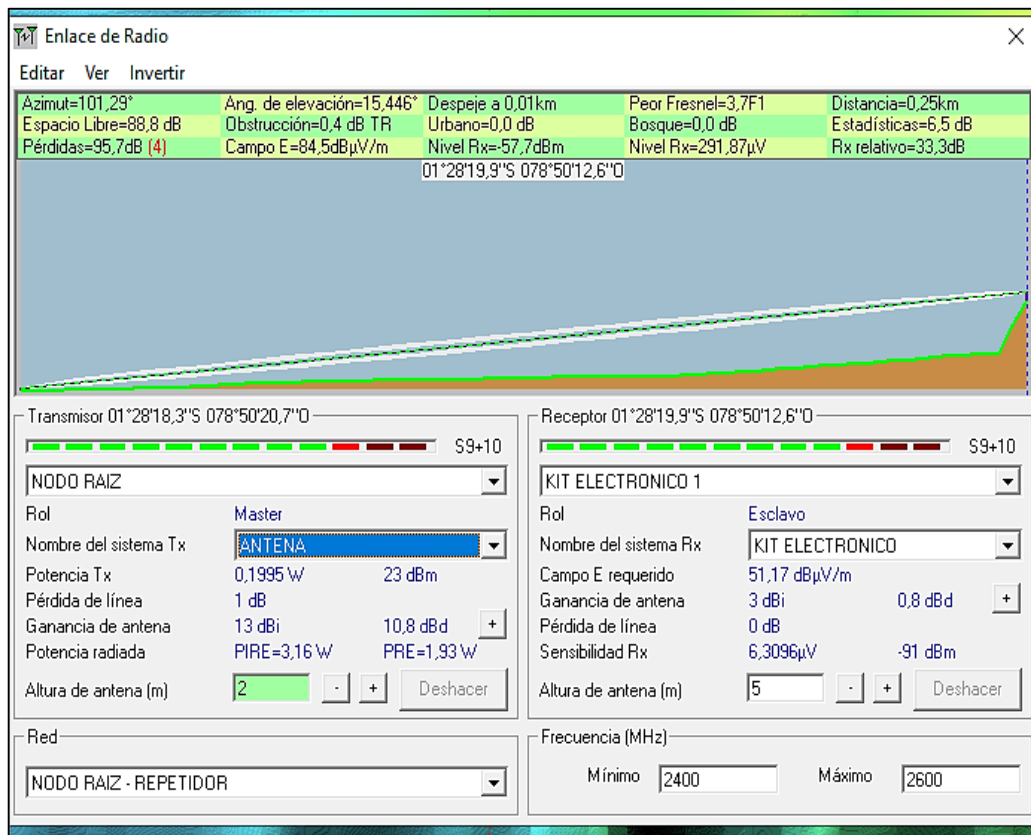 Enlace de Radio
Editar Ver Invertir
Azimut=101,29° Ang. de elevación=15,446° Despeje a 0,01km Peor Fresnel=3,7F1 Distancia=0,25km
Espacio Libre=88,8 dB Obstrucción=0,4 dB TR Urbano=0,0 dB Bosque=0,0 dB Estadísticas=6,5 dB
Pérdidas=95,7dB (4) Campo E=84,5dBµV/m Nivel Rx=-57,7dBm Nivel Rx=291,87µV Rx relativo=33,3dB
01°28'19,9"S 078°50'12,6"O
Transmisor 01°28'18,3"S 078°50'20,7"O
S9+10
NODO RAIZ
Rol Master
Nombre del sistema Tx ANTENA
Potencia Tx 0,1995 W 23 dBm
Pérdida de línea 1 dB
Ganancia de antena 13 dBi 10,8 dBd +
Potencia radiada PIRE=3,16 W PRE=1,93 W
Altura de antena (m) 2 - + Deshacer
Receptor 01°28'19,9"S 078°50'12,6"O
S9+10
KIT ELECTRONICO 1
Rol Esclavo
Nombre del sistema Rx KIT ELECTRONICO
Campo E requerido 51,17 dBµV/m
Ganancia de antena 3 dBi 0,8 dBd +
Pérdida de línea 0 dB
Sensibilidad Rx 6,3096µV -91 dBm
Altura de antena (m) 5 - + Deshacer
Red
NODO RAIZ - REPETIDOR
Frecuencia (MHz)
Mínimo 2400 Máximo 2600